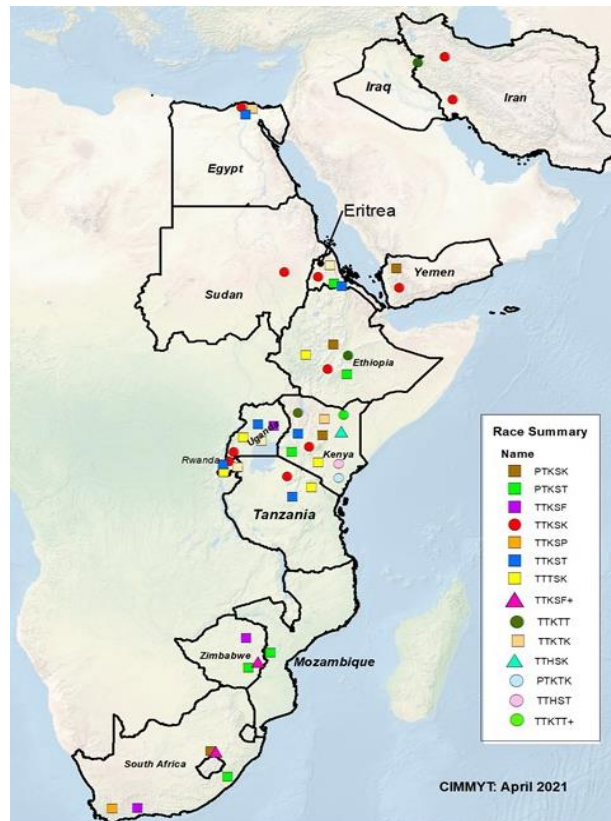 Iraq
Iran
Egypt
Eritrea
Yemen
Sudan
Ethiopia
Uganda
Rwanda
Kenya
Tanzania
Zimbabwe
Mozambique
South Africa
Race Summary
Name
PTKSK
PTKST
TTKSF
TTKSK
TTKSP
TTKST
TTTSK
TTKSF+
TTKTT
TTKTK
TTHSK
PTKTK
TTHST
TTKTT+
CIMMYT: April 2021